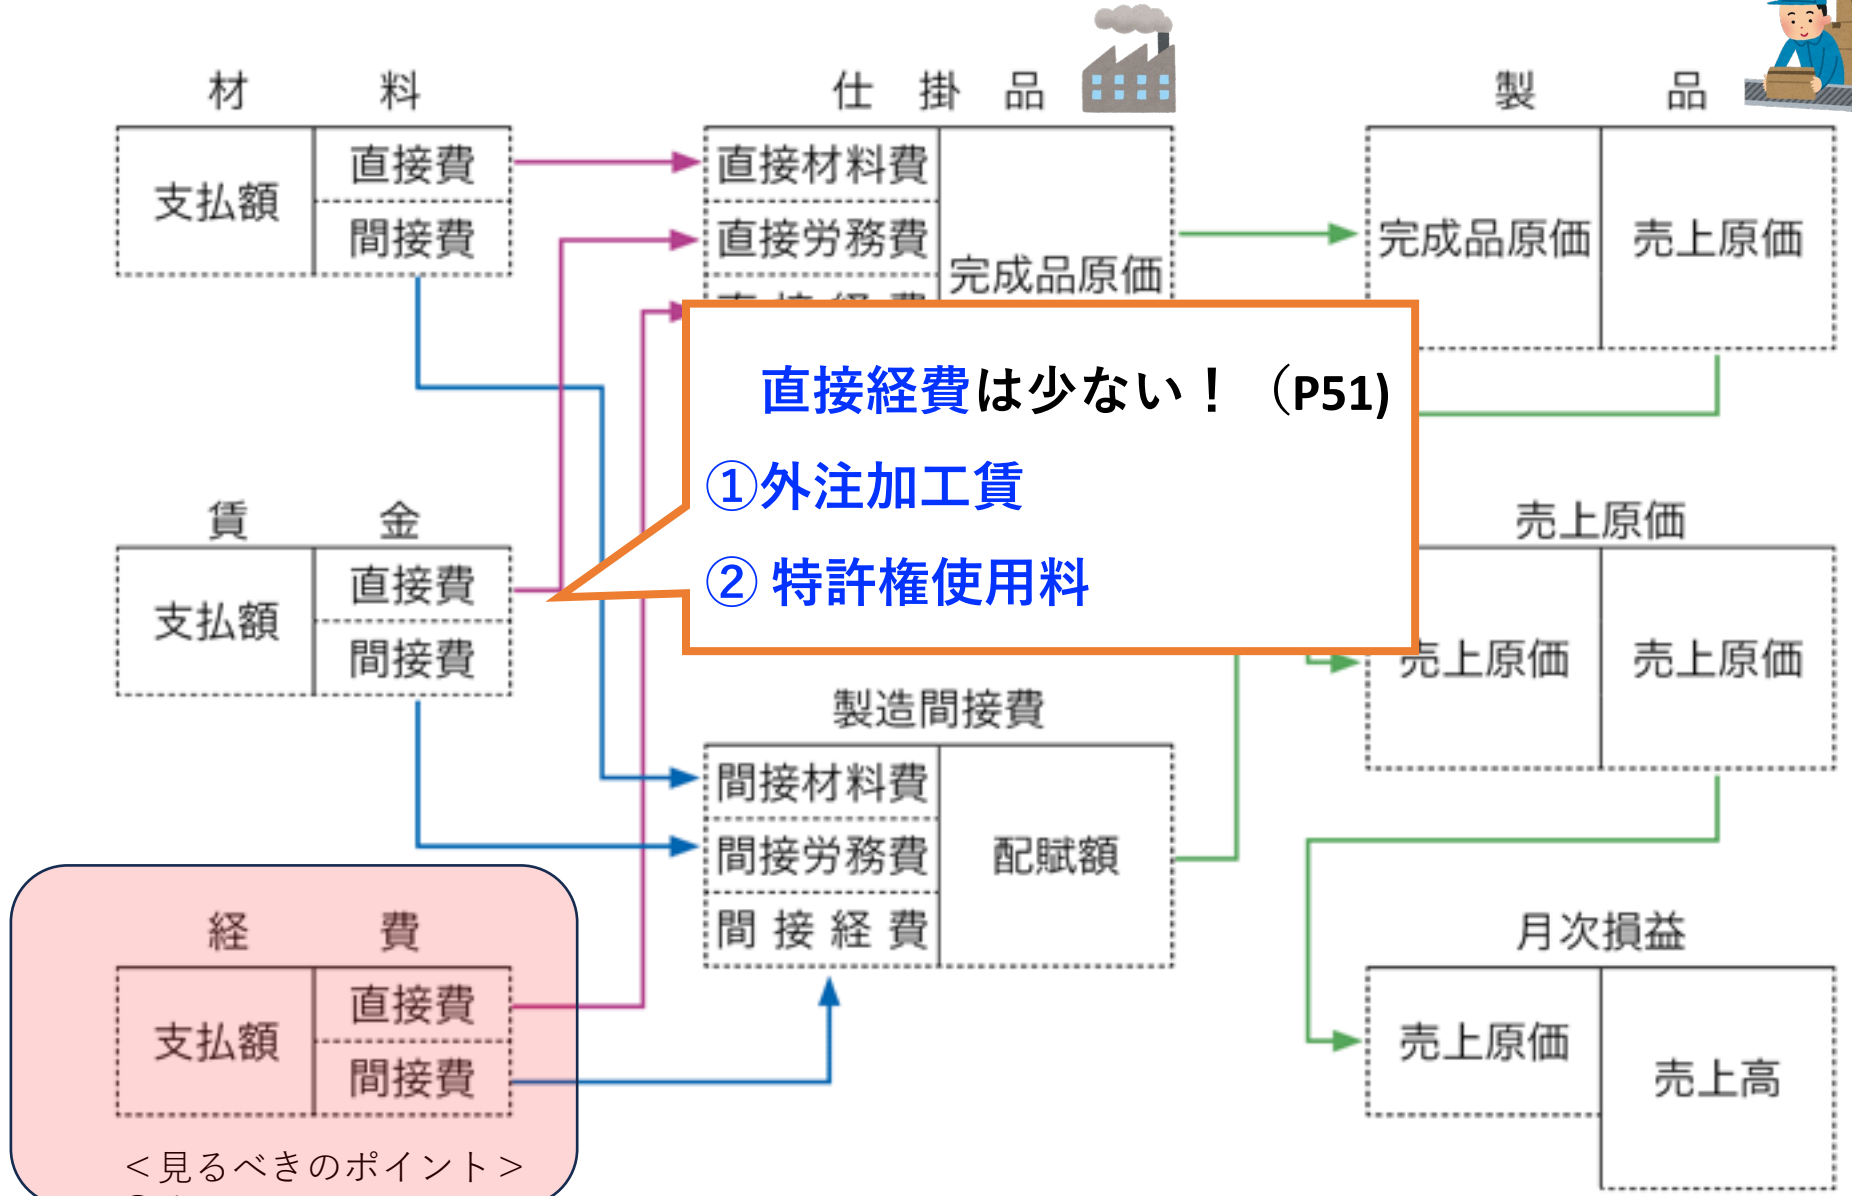 材 料
支払額
直接費
間接費
賃 金
支払額
直接費
間接費
経 費
支払額
直接費
間接費
＜見るべきのポイント＞
仕 掛 品
直接材料費
直接労務費
直接経費
完成品原価
直接経費は少ない！（P51)
①外注加工賃
② 特許権使用料
製造間接費
間接材料費
間接労務費
間接経費
配賦額
製 品
完成品原価
売上原価
売上原価
売上原価
売上原価
月次損益
売上原価
売上高